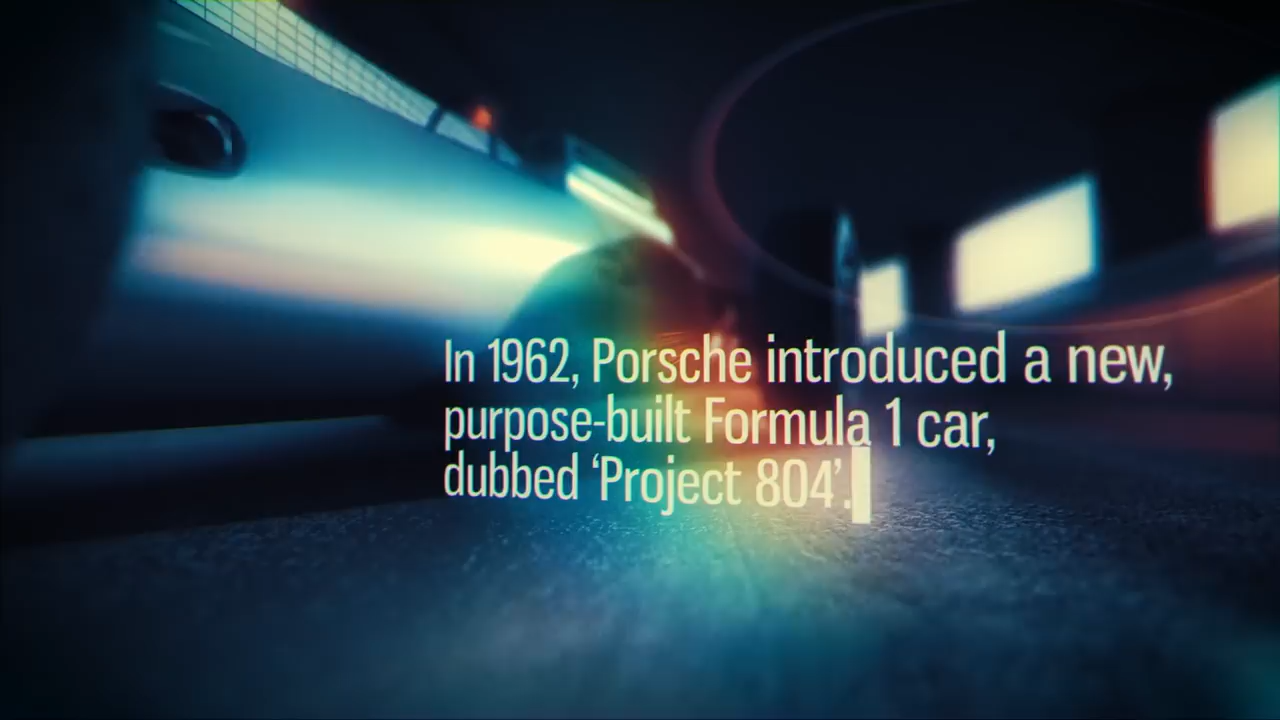 In 1962, Porsche introduced a new,
purpose-built Formula 1 car,
dubbed ‘Project 804’.